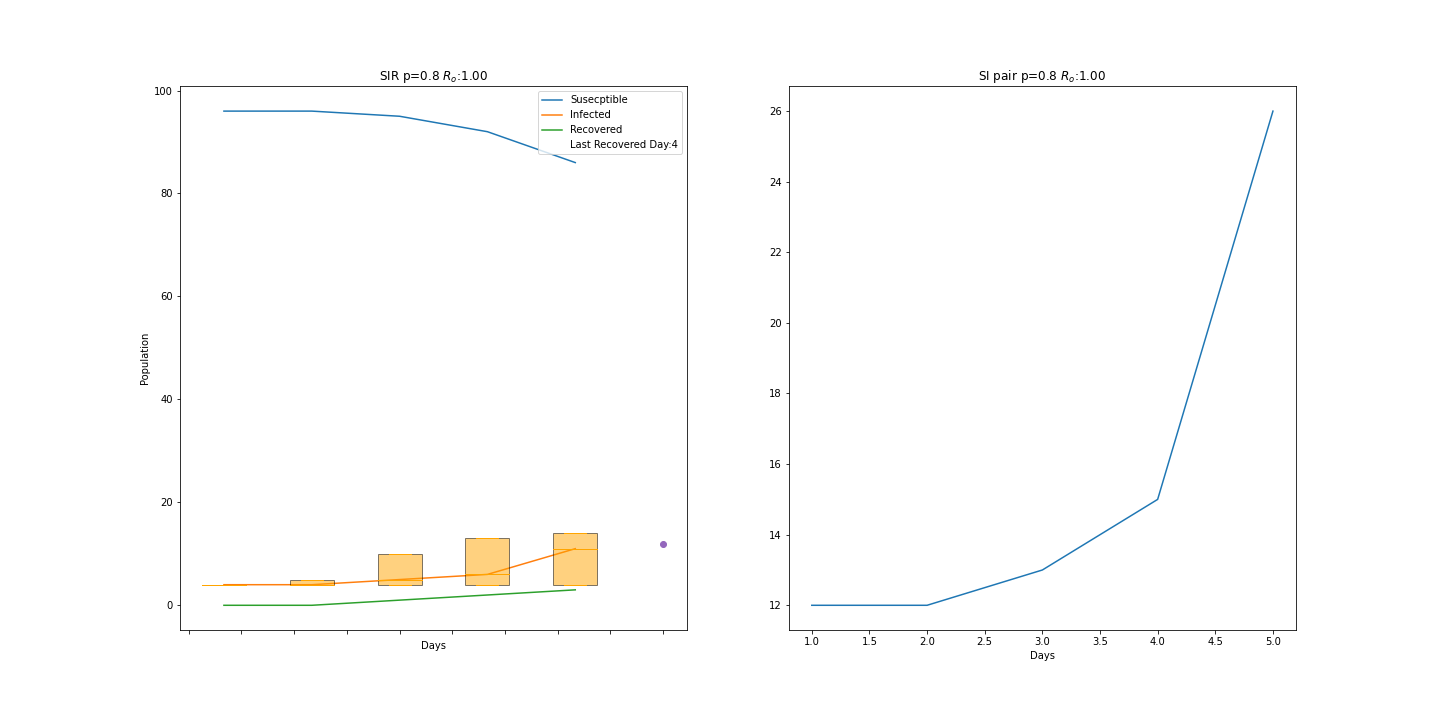 SIR p=0.8 Rₒ:1.00
100
80
60
40
20
0
Population
Susecptible
Infected
Recovered
Last Recovered Day:4
Days
SI pair p=0.8 Rₒ:1.00
26
24
22
20
18
16
14
12
1.0 1.5 2.0 2.5 3.0 3.5 4.0 4.5 5.0
Days